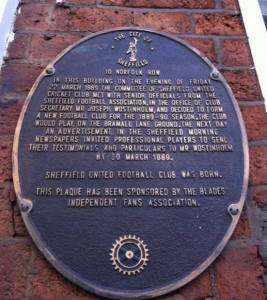 THE CITY OF
SHEFFIELD
10 NORFOLK ROW
IN THIS BUILDING ON THE EVENING OF FRIDAY
22 MARCH 1889 THE COMMITTEE OF SHEFFIELD UNITED
CRICKET CLUB MET WITH SENIOR OFFICIALS FROM THE
SHEFFIELD FOOTBALL ASSOCIATION, IN THE OFFICE OF CLUB
SECRETARY MR JOSEPH WOSTINHOLM, AND DECIDED TO FORM
A NEW FOOTBALL CLUB FOR THE 1889-90 SEASON, THE CLUB
WOULD PLAY ON THE BRAMALL LANE GROUND. THE NEXT DAY
AN ADVERTISEMENT IN THE SHEFFIELD MORNING
NEWSPAPERS INVITED PROFESSIONAL PLAYERS TO SEND
THEIR TESTIMONIALS AND PARTICULARS TO MR WOSTINHOLM
BY 30 MARCH 1889.
SHEFFIELD UNITED FOOTBALL CLUB WAS BORN.
THIS PLAQUE HAS BEEN SPONSORED BY THE BLADES
INDEPENDENT FANS ASSOCIATION.